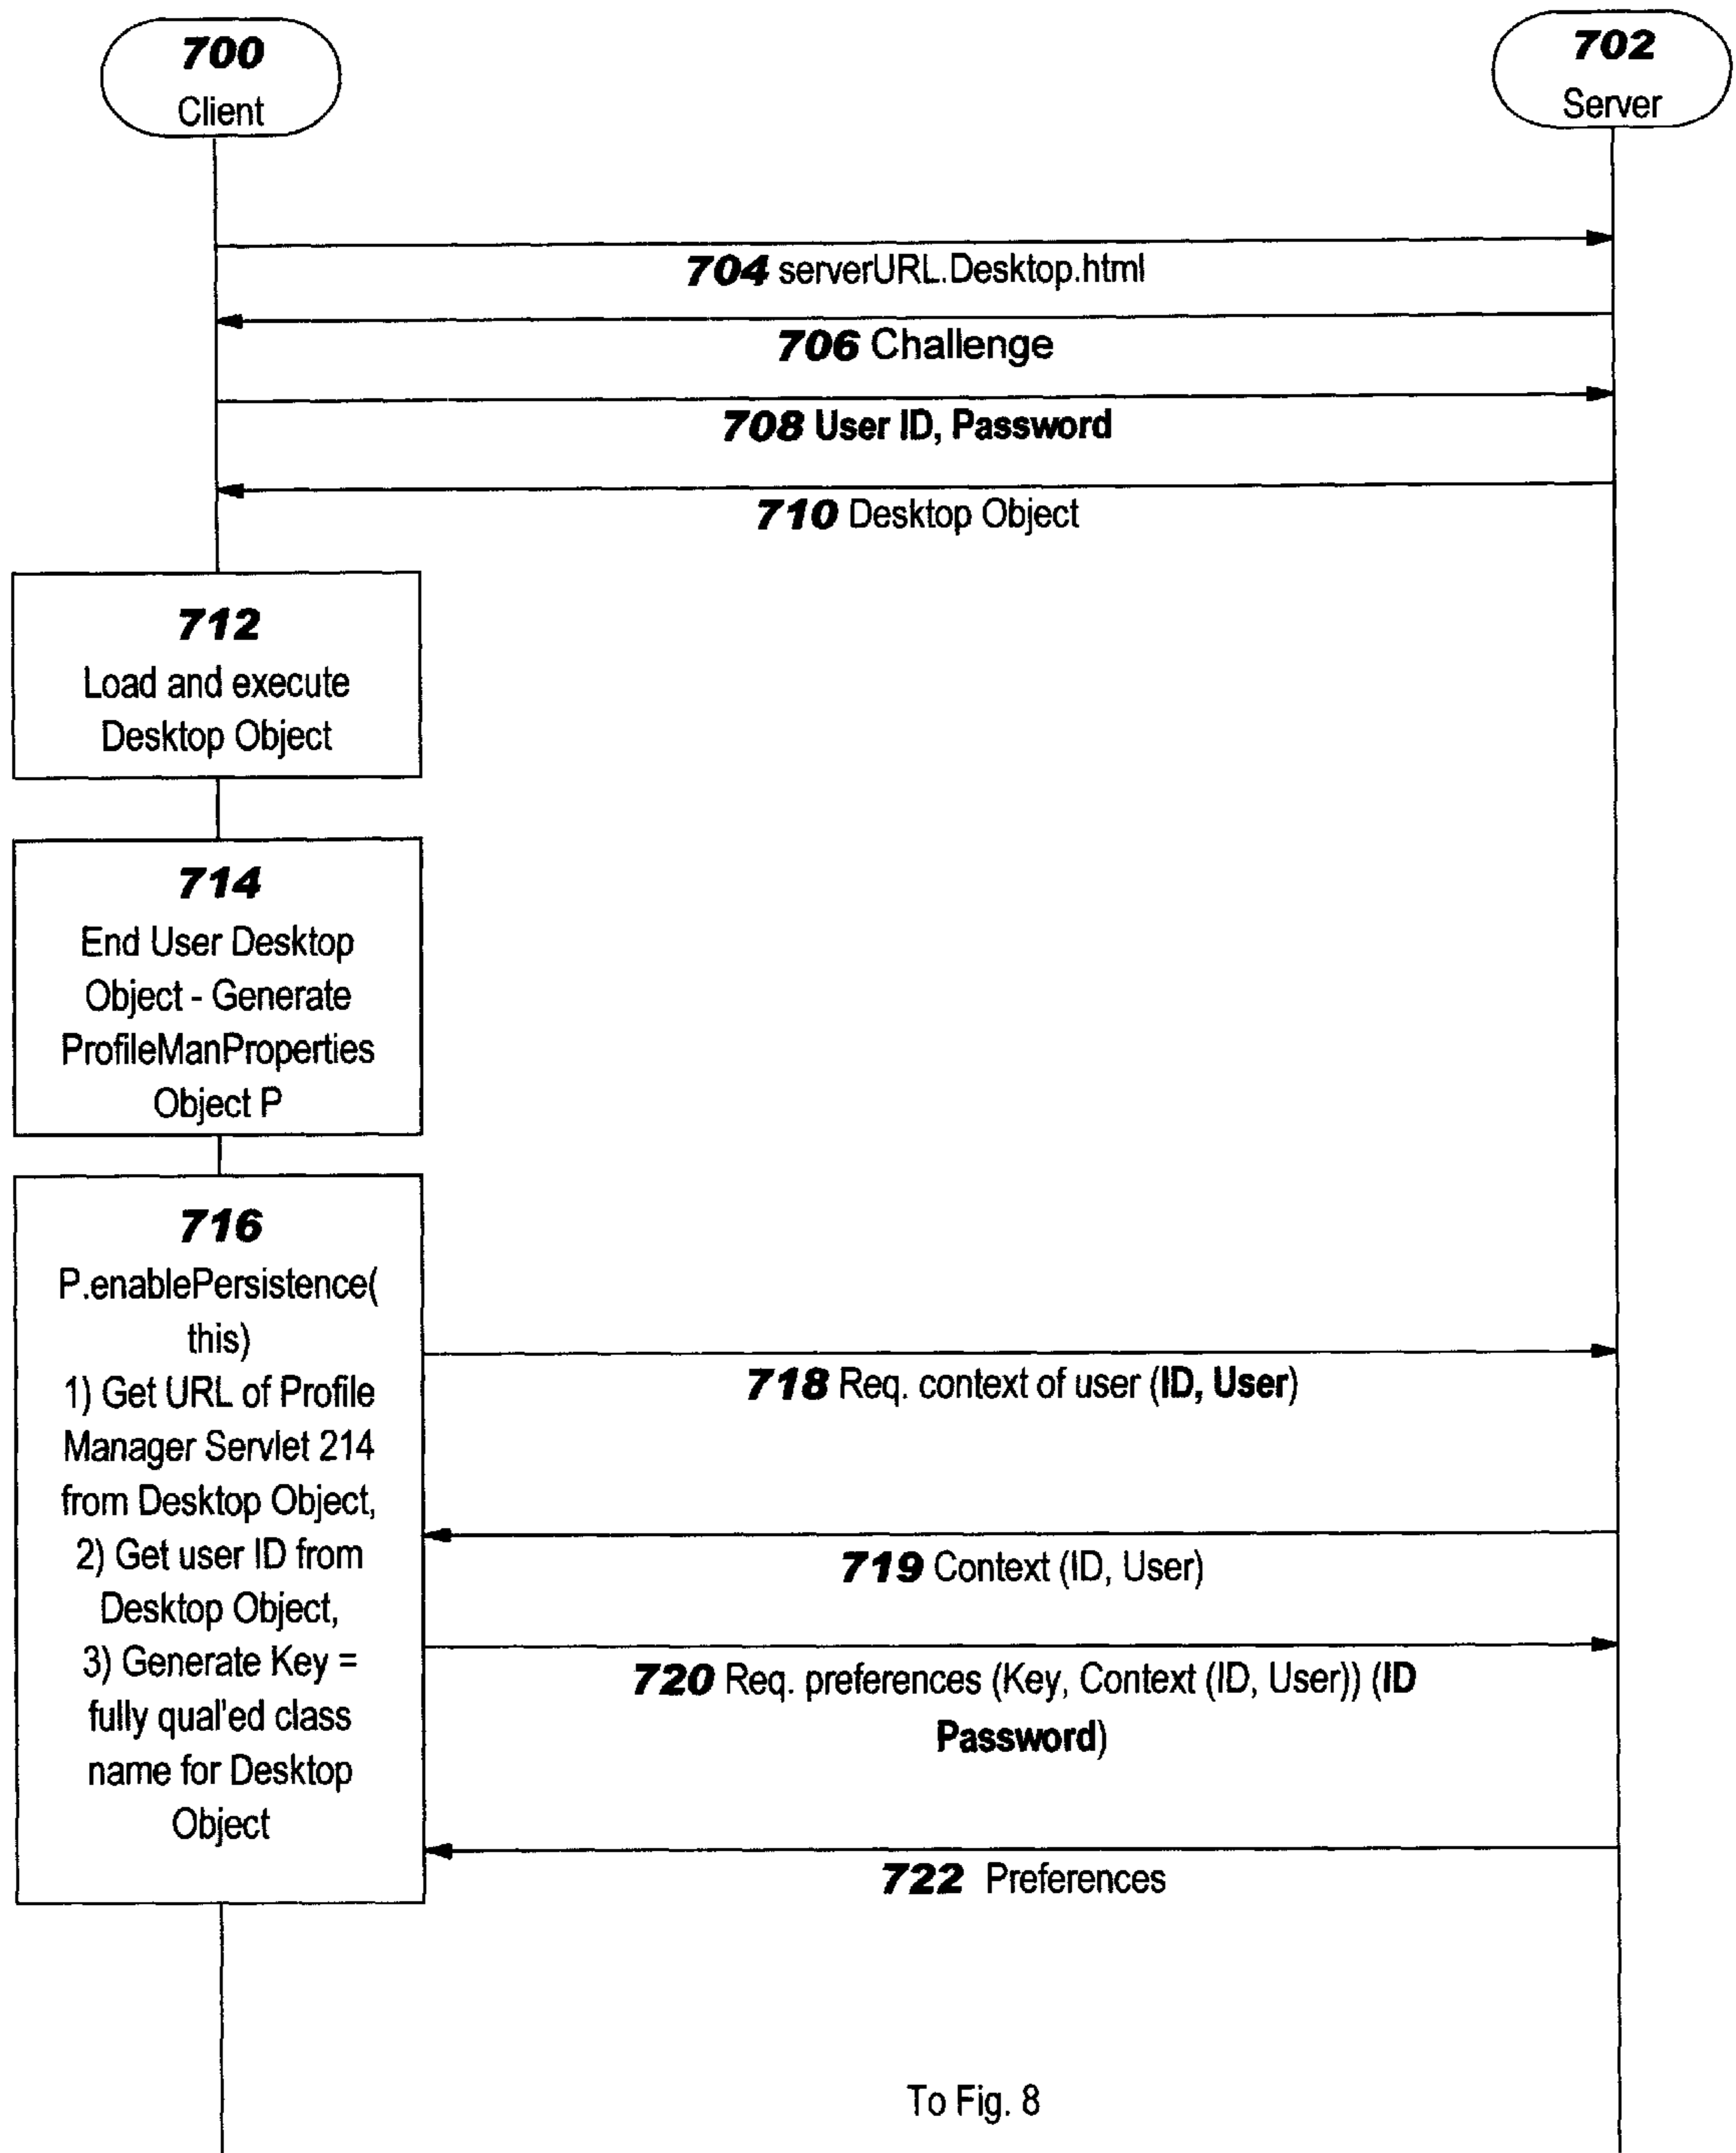 700
Client
702
Server
704 serverURL.Desktop.html
706 Challenge
708 User ID, Password
710 Desktop Object
712
Load and execute
Desktop Object
714
End User Desktop
Object - Generate
ProfileManProperties
Object P
716
P.enablePersistence(
this)
1) Get URL of Profile
Manager Servlet 214
from Desktop Object,
2) Get user ID from
Desktop Object,
3) Generate Key =
fully qual'ed class
name for Desktop
Object
718 Req. context of user (ID, User)
719 Context (ID, User)
720 Req. preferences (Key, Context (ID, User)) (ID
Password)
722 Preferences
To Fig. 8